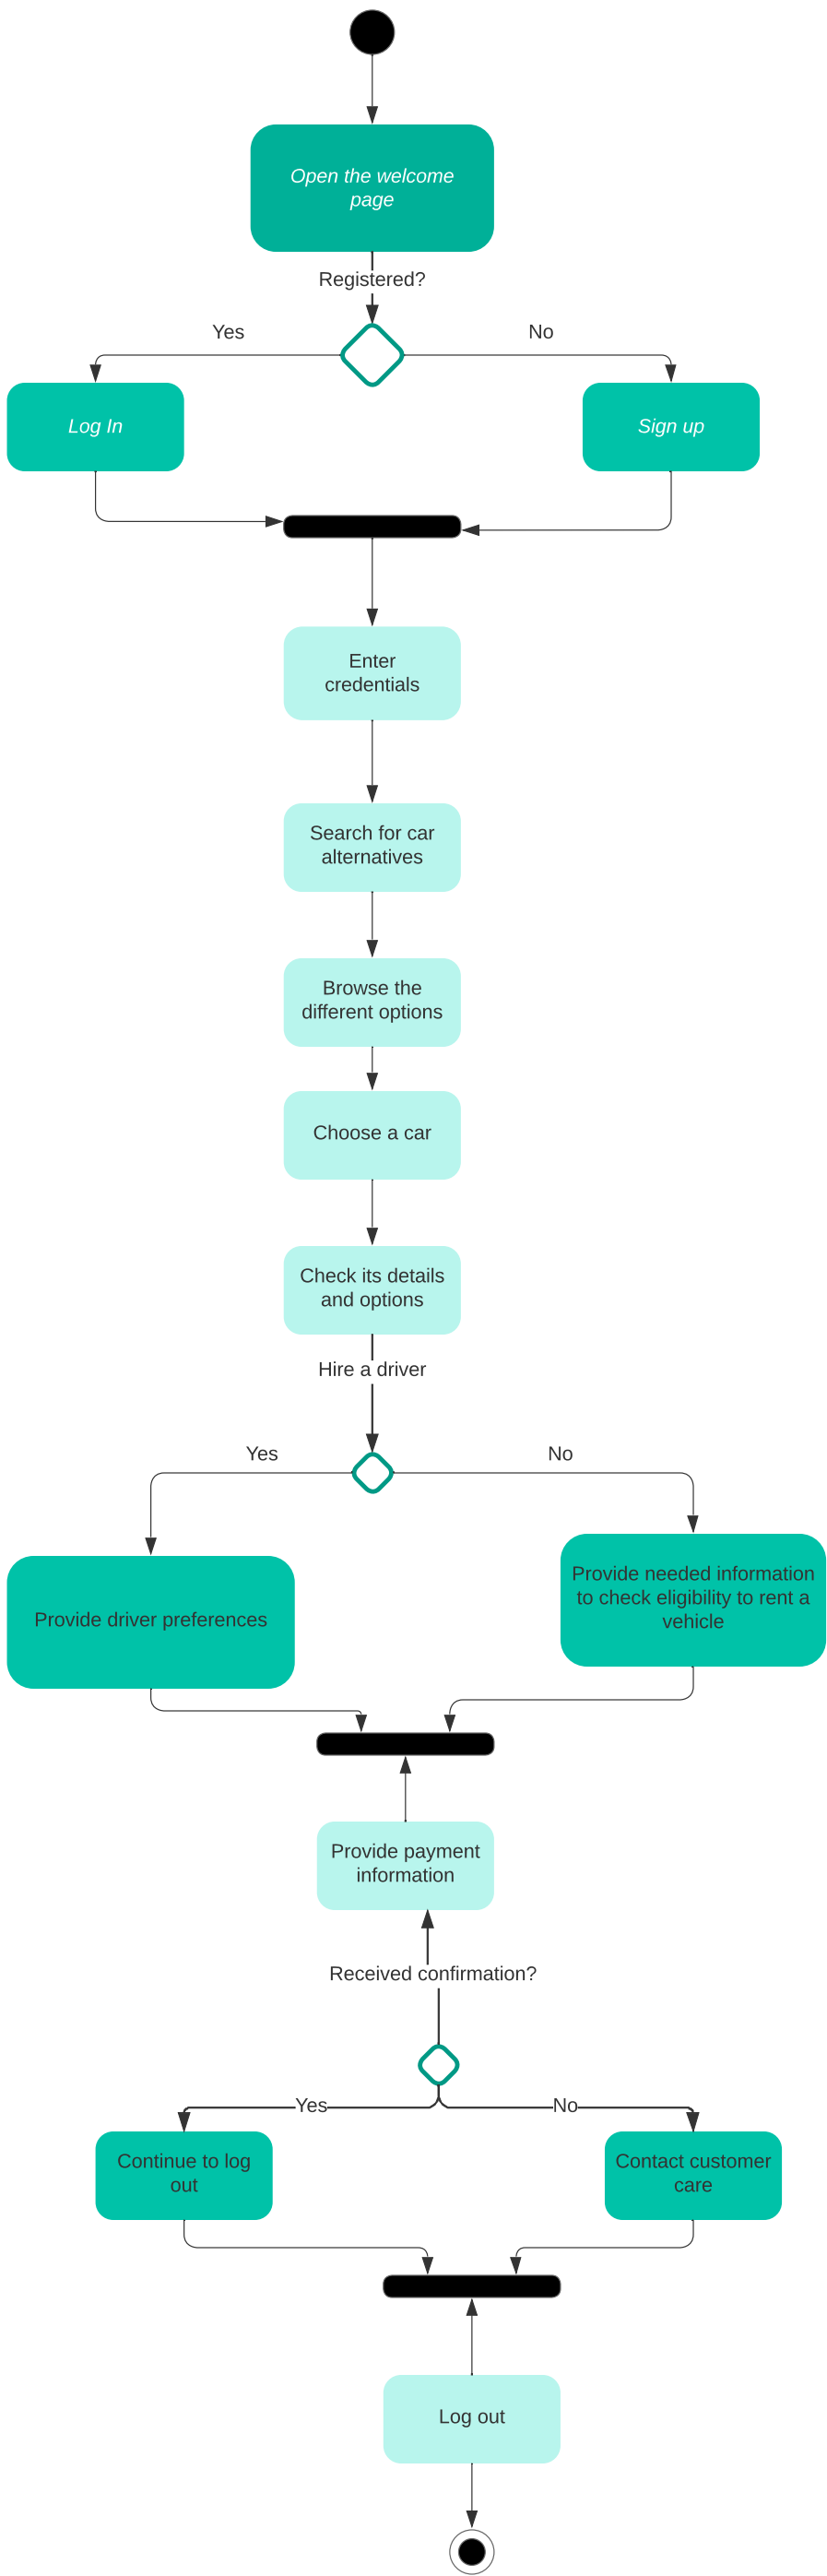 Open the welcome
page
Registered?
Yes
No
Log In
Sign up
Enter
credentials
Search for car
alternatives
Browse the
different options
Choose a car
Check its details
and options
Hire a driver
Yes
No
Provide driver preferences
Provide needed information
to check eligibility to rent a
vehicle
Provide payment
information
Received confirmation?
Yes
No
Continue to log
out
Contact customer
care
Log out